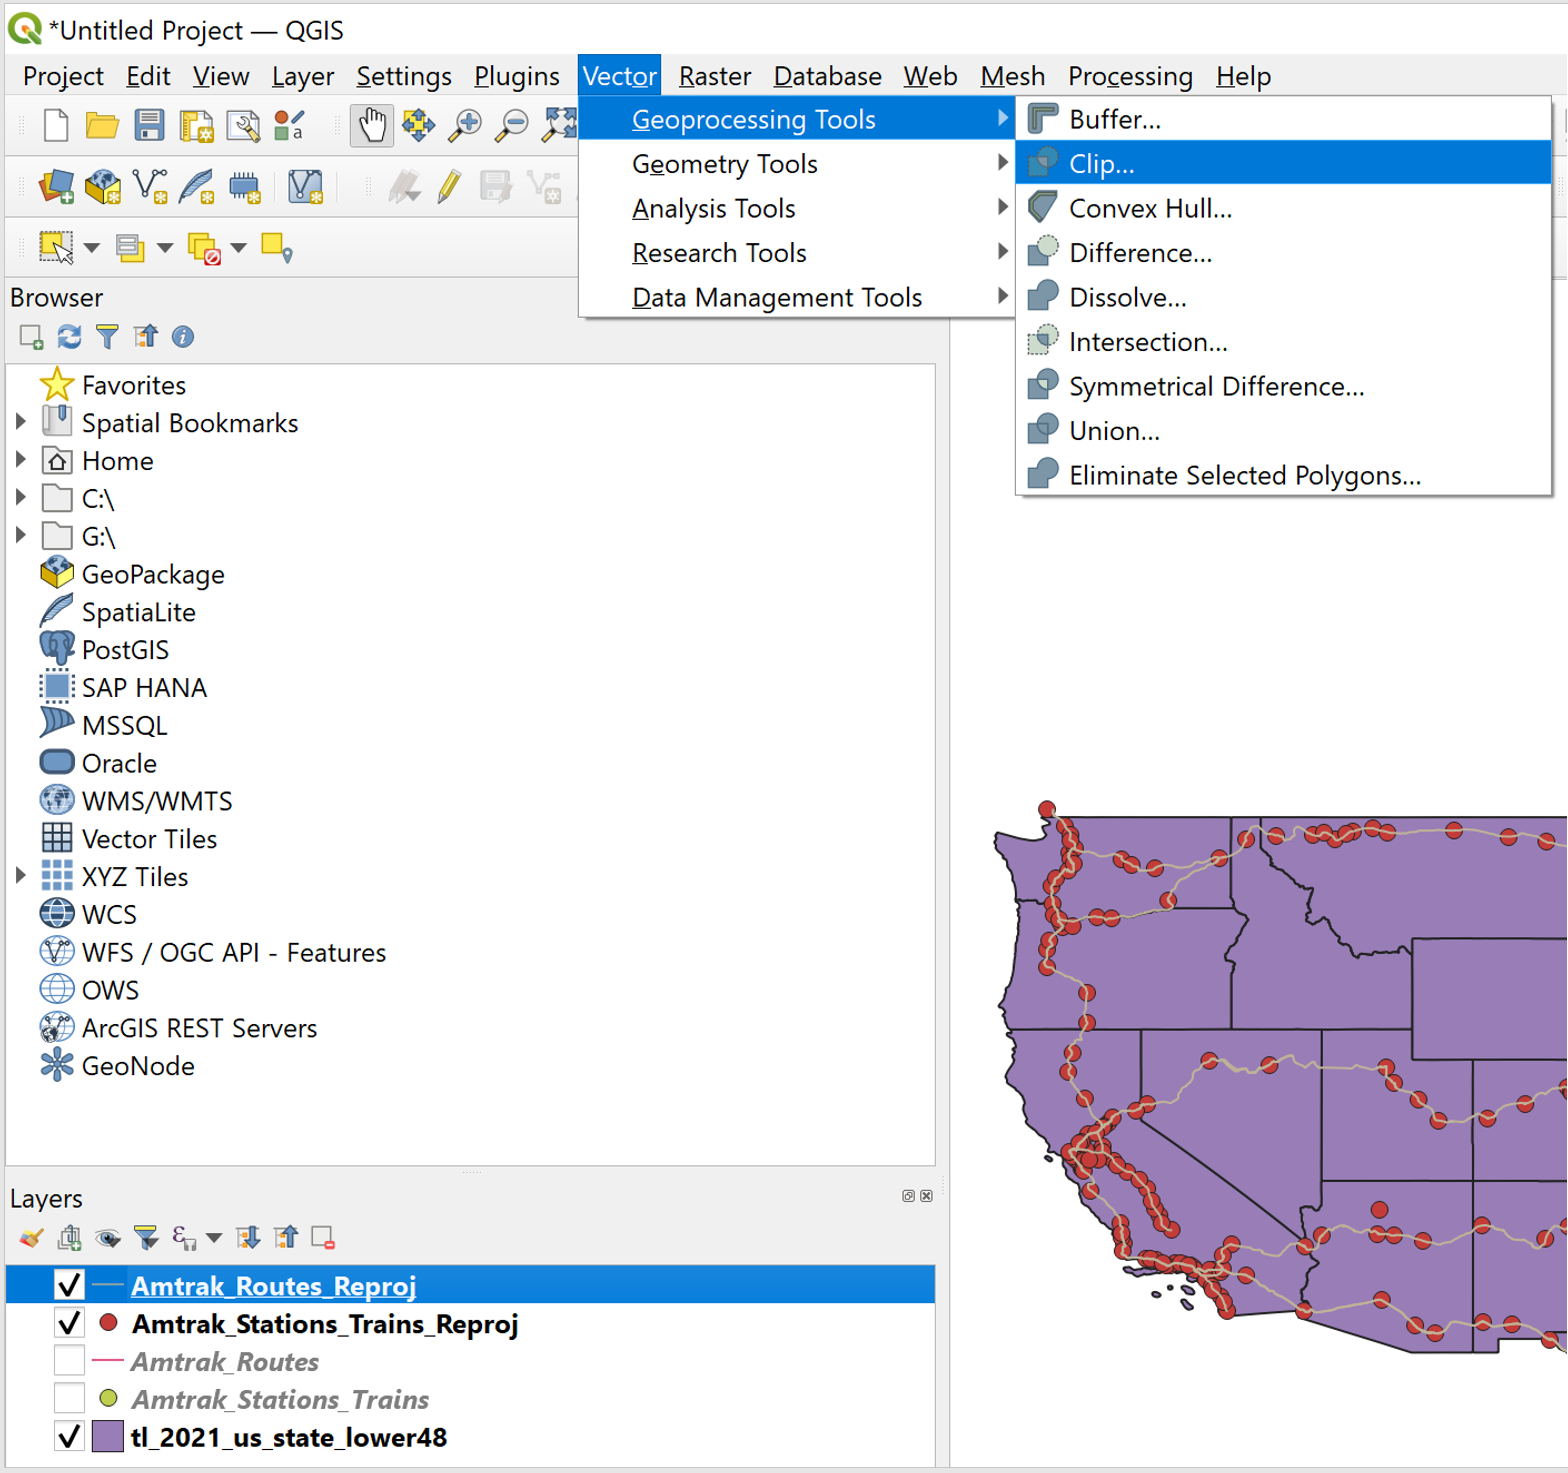 *Untitled Project — QGIS
Project Edit View Layer Settings Plugins Vector Raster Database Web Mesh Processing Help
Geoprocessing Tools
Geometry Tools
Analysis Tools
Research Tools
Data Management Tools
Buffer...
Clip...
Convex Hull...
Difference...
Dissolve...
Intersection...
Symmetrical Difference...
Union...
Eliminate Selected Polygons...
Browser
Favorites
Spatial Bookmarks
Home
C:\
G:\
GeoPackage
SpatiaLite
PostGIS
SAP HANA
MSSQL
Oracle
WMS/WMTS
Vector Tiles
XYZ Tiles
WCS
WFS / OGC API - Features
OWS
ArcGIS REST Servers
GeoNode
Layers
Amtrak_Routes_Reproj
Amtrak_Stations_Trains_Reproj
Amtrak_Routes
Amtrak_Stations_Trains
tl_2021_us_state_lower48